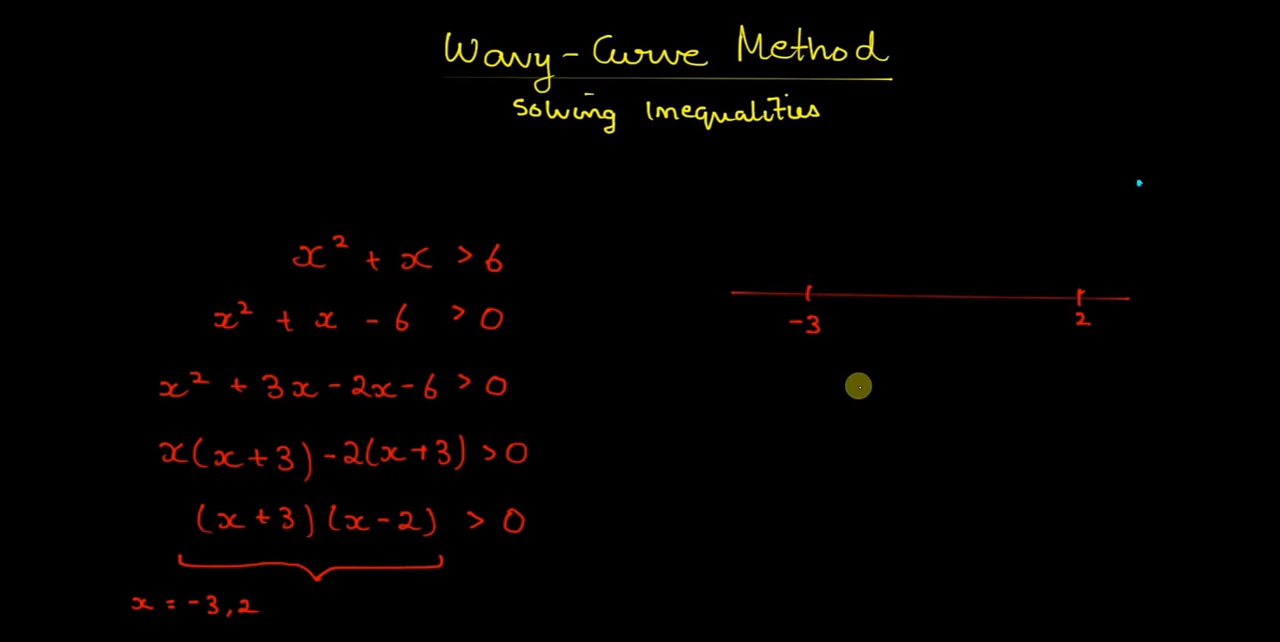 Wavy-Curve Method
Solving Inequalities
x² + x > 6
x² + x - 6 > 0
x² + 3x - 2x - 6 > 0
x(x+3) - 2(x+3) > 0
(x+3)(x-2) > 0
x = -3, 2
-3 2